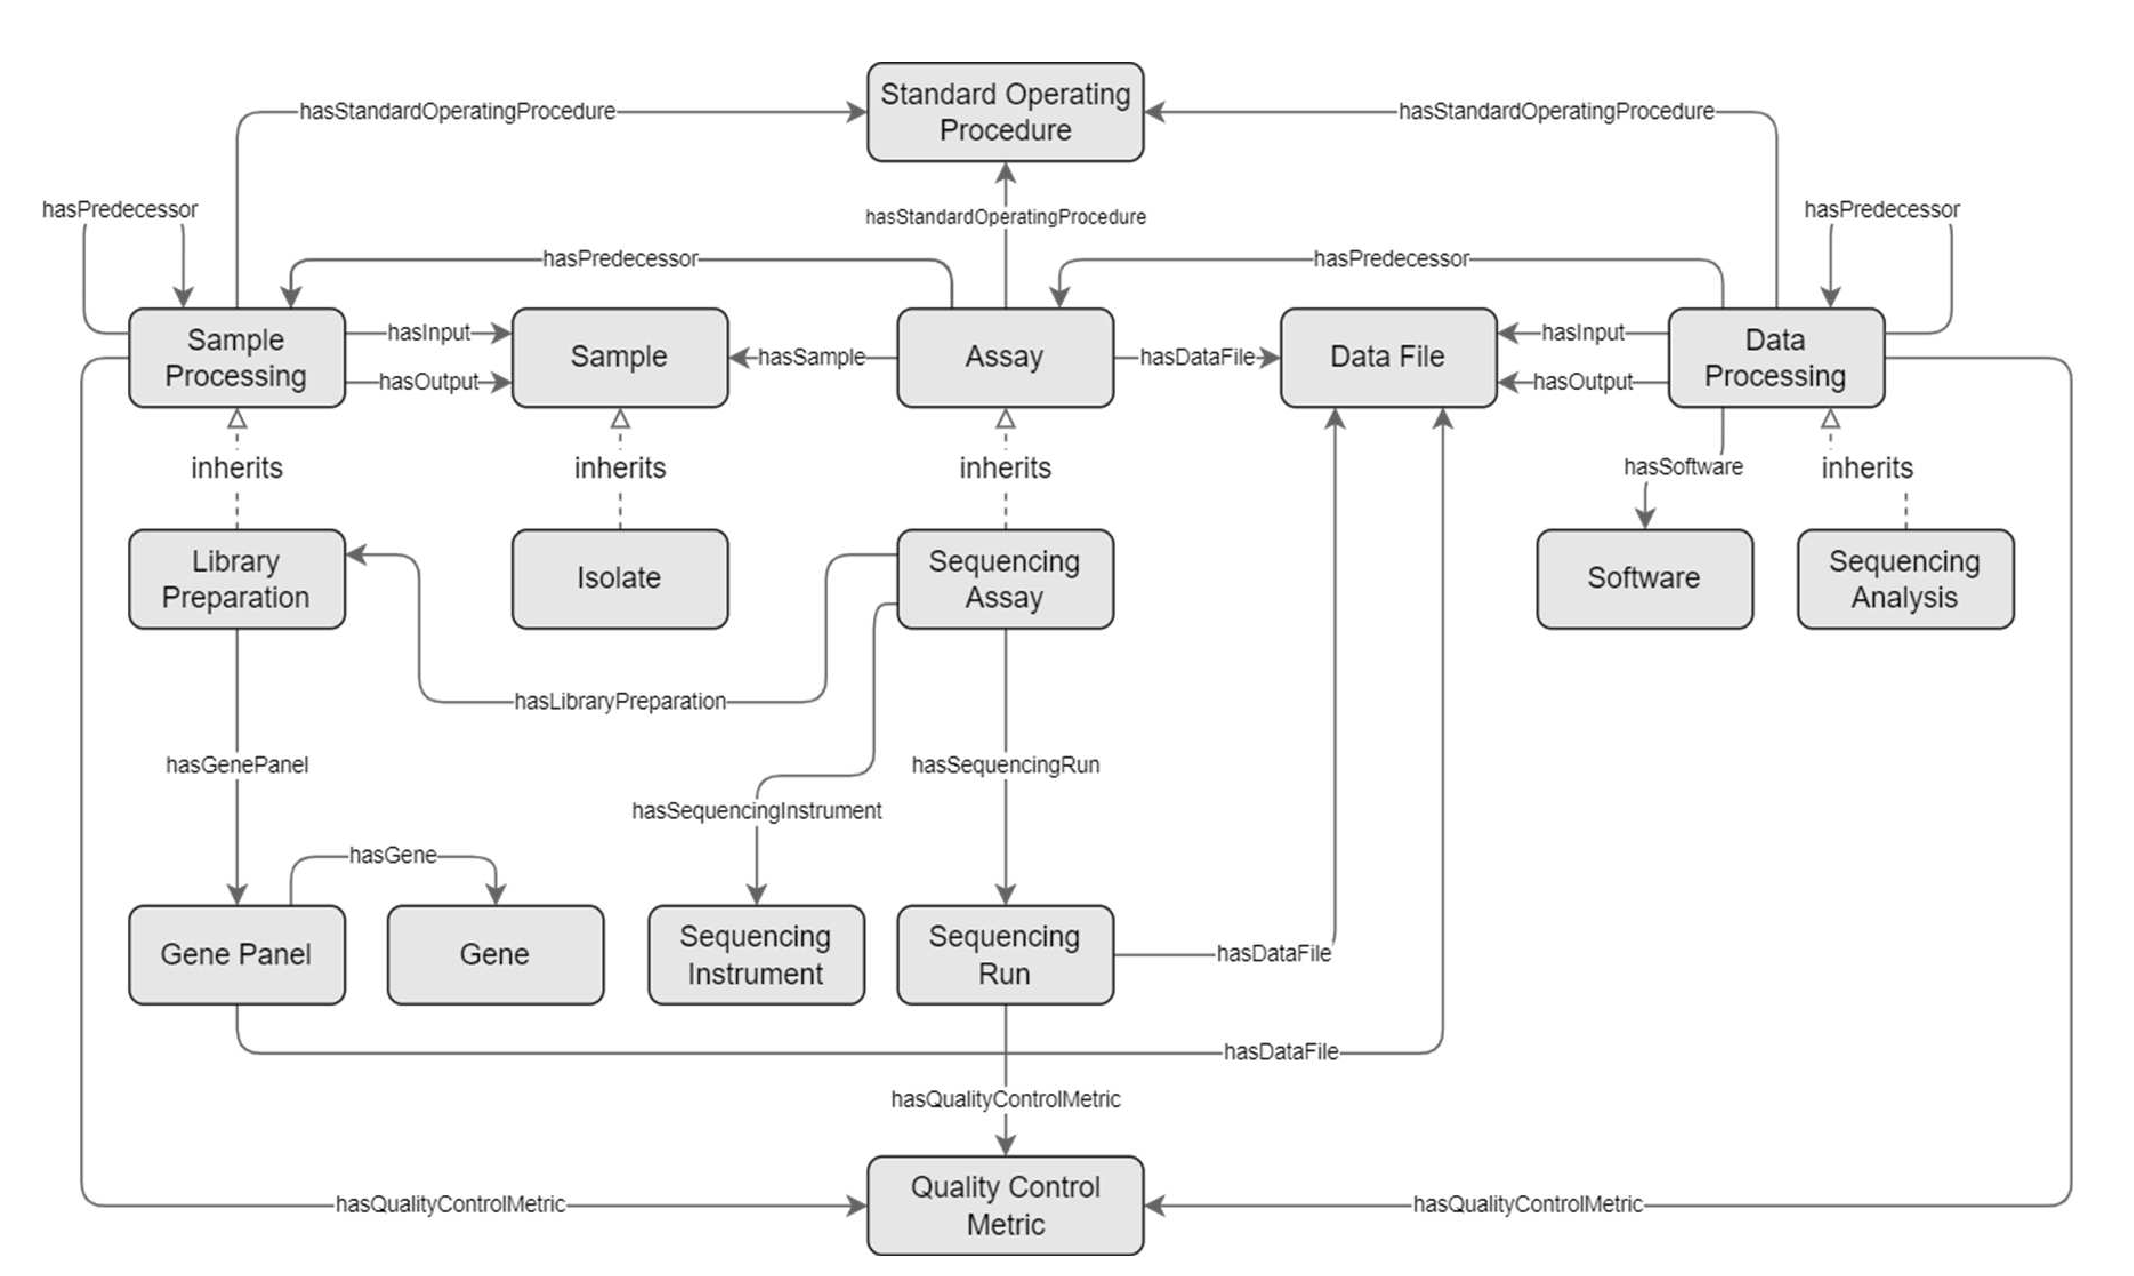 Standard Operating
Procedure
hasStandardOperatingProcedure
hasStandardOperatingProcedure
hasPredecessor
hasStandardOperatingProcedure
hasPredecessor
hasPredecessor
hasPredecessor
Sample
Processing
hasInput
hasOutput
Sample
hasSample
Assay
hasDataFile
Data File
hasInput
hasOutput
Data
Processing
inherits
inherits
inherits
hasSoftware
inherits
Library
Preparation
Isolate
Sequencing
Assay
Software
Sequencing
Analysis
hasLibraryPreparation
hasGenePanel
hasSequencingRun
hasSequencingInstrument
hasGene
Gene Panel
Gene
Sequencing
Instrument
Sequencing
Run
hasDataFile
hasDataFile
hasQualityControlMetric
hasQualityControlMetric
Quality Control
Metric
hasQualityControlMetric